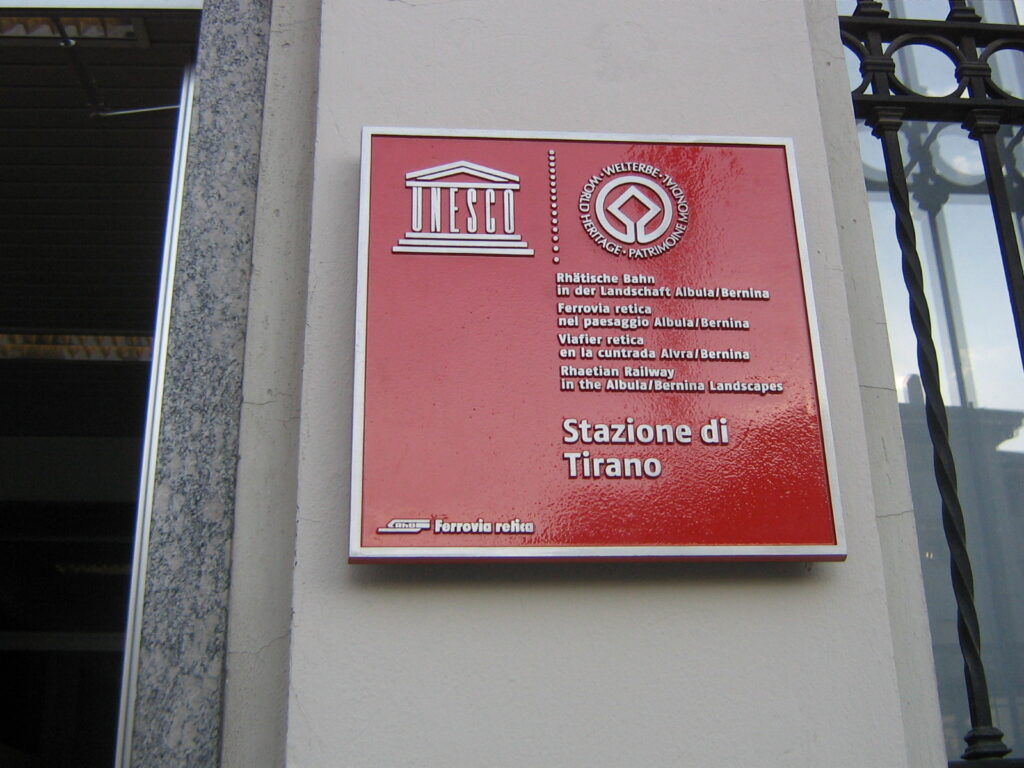 UNESCO
WORLD HERITAGE · WELTERBE · PATRIMOINE MONDIAL ·
Rhätische Bahn
in der Landschaft Albula/Bernina
Ferrovia retica
nel paesaggio Albula/Bernina
Viafier retica
en la cuntrada Alvra/Bernina
Rhaetian Railway
in the Albula/Bernina Landscapes
Stazione di
Tirano
RhB Ferrovia retica